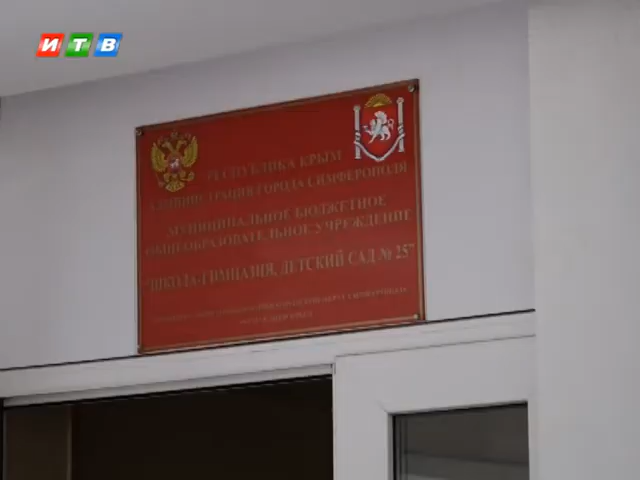 ИТВ
РЕСПУБЛИКА КРЫМ
АДМИНИСТРАЦИЯ ГОРОДА СИМФЕРОПОЛЯ
МУНИЦИПАЛЬНОЕ БЮДЖЕТНОЕ
ОБЩЕОБРАЗОВАТЕЛЬНОЕ УЧРЕЖДЕНИЕ
"ШКОЛА-ГИМНАЗИЯ, ДЕТСКИЙ САД № 25"